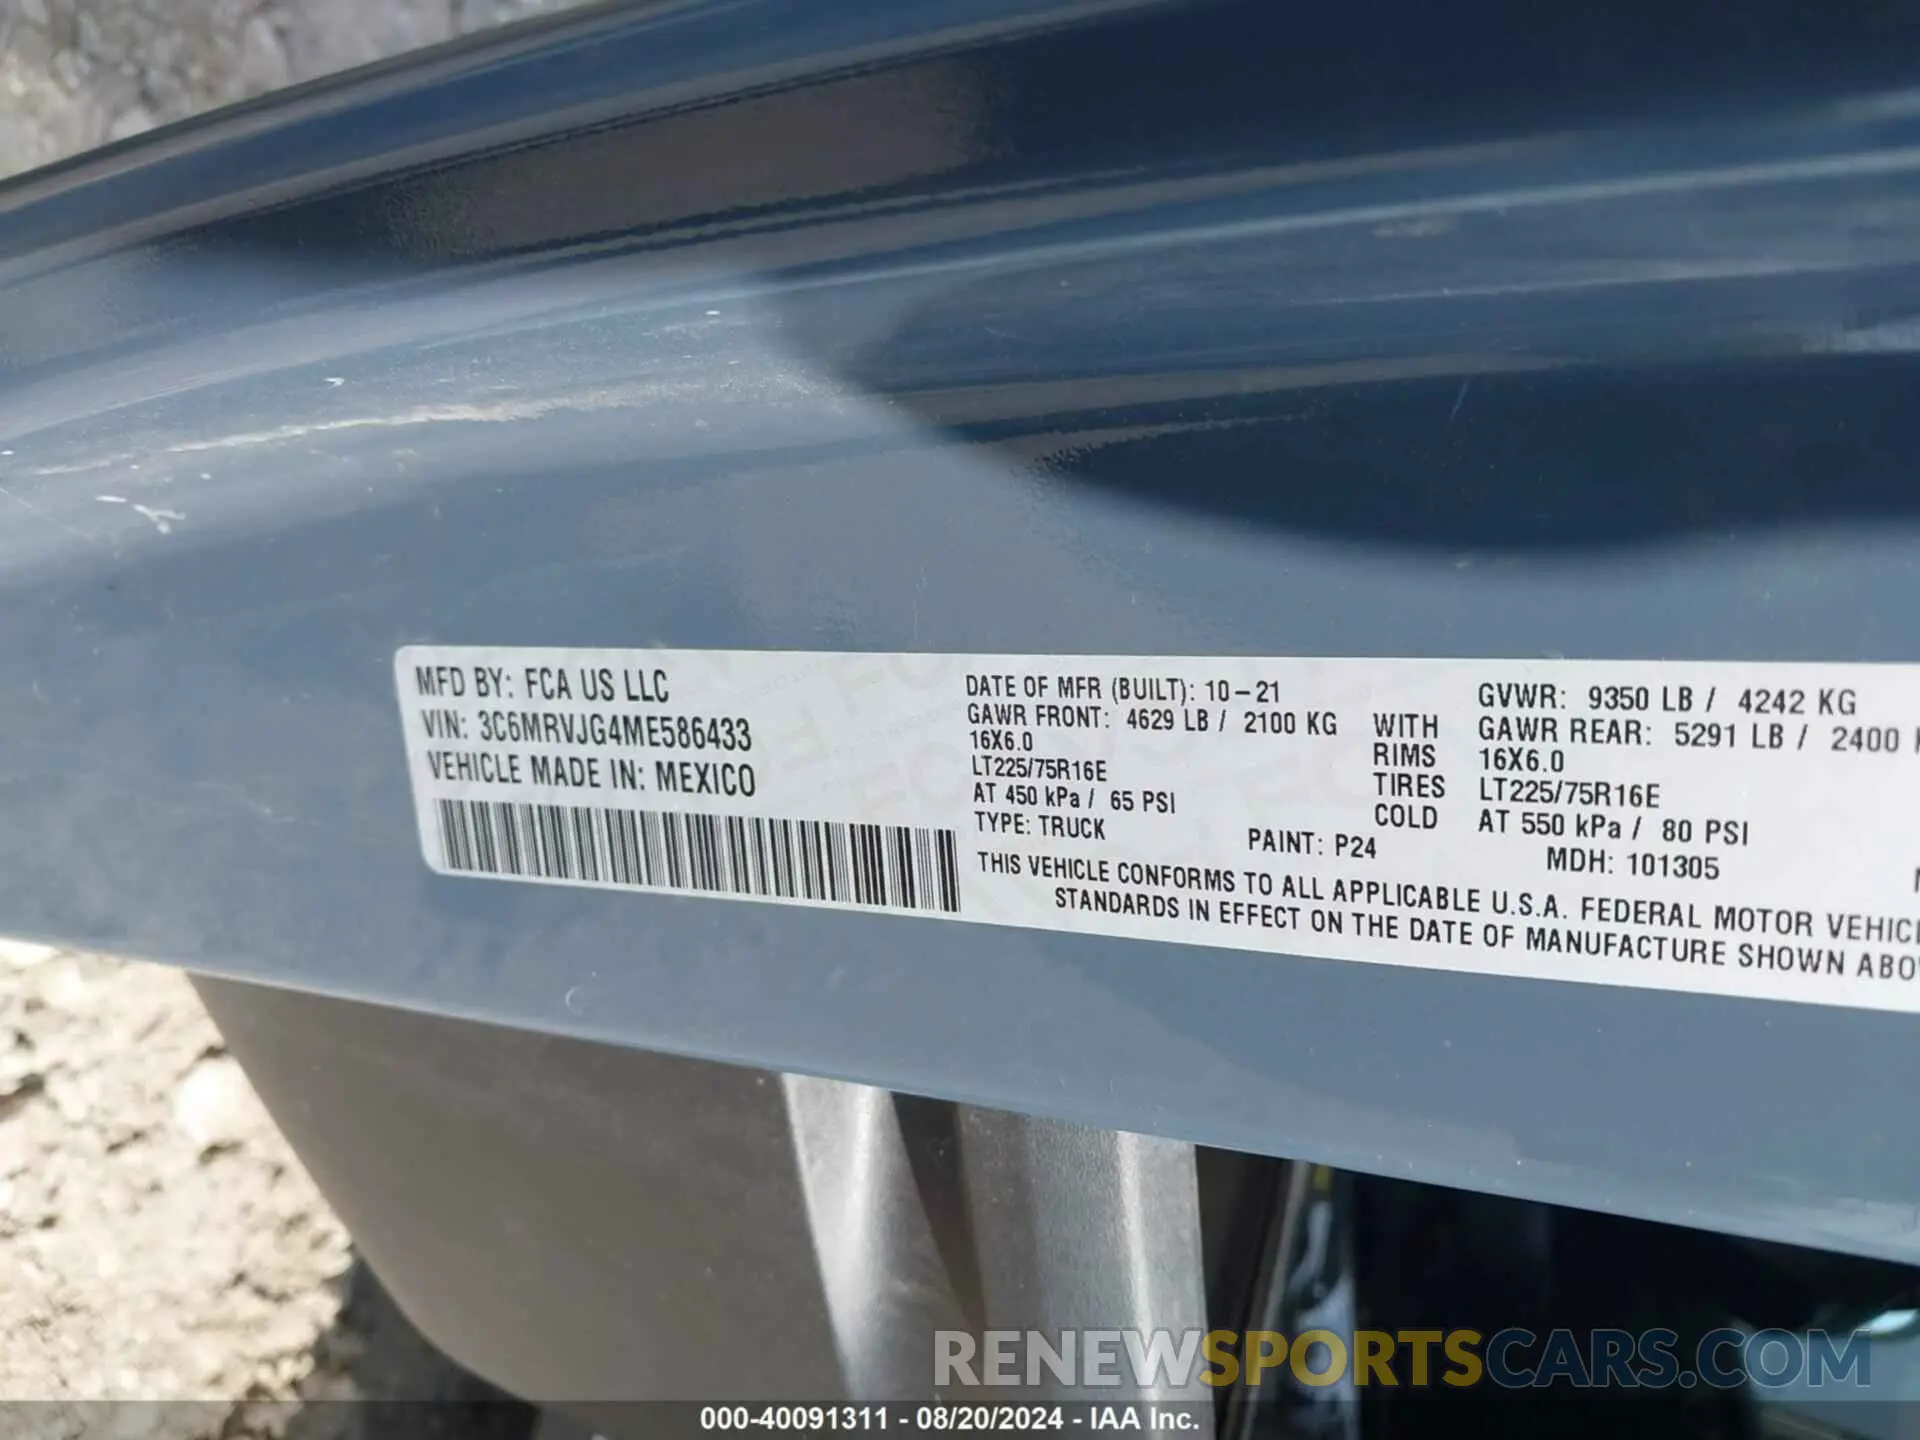 MFD BY: FCA US LLC
VIN: 3C6MRVJG4ME586433
VEHICLE MADE IN: MEXICO
DATE OF MFR (BUILT): 10-21
GAWR FRONT: 4629 LB / 2100 KG
16X6.0
LT225/75R16E
AT 450 kPa / 65 PSI
TYPE: TRUCK
PAINT: P24
WITH
RIMS
TIRES
COLD
GVWR: 9350 LB / 4242 KG
GAWR REAR: 5291 LB / 2400
16X6.0
LT225/75R16E
AT 550 kPa / 80 PSI
MDH: 101305
THIS VEHICLE CONFORMS TO ALL APPLICABLE U.S.A. FEDERAL MOTOR VEHIC
STANDARDS IN EFFECT ON THE DATE OF MANUFACTURE SHOWN ABO
RENEWSPORTSCARS.COM
000-40091311 - 08/20/2024 - IAA Inc.